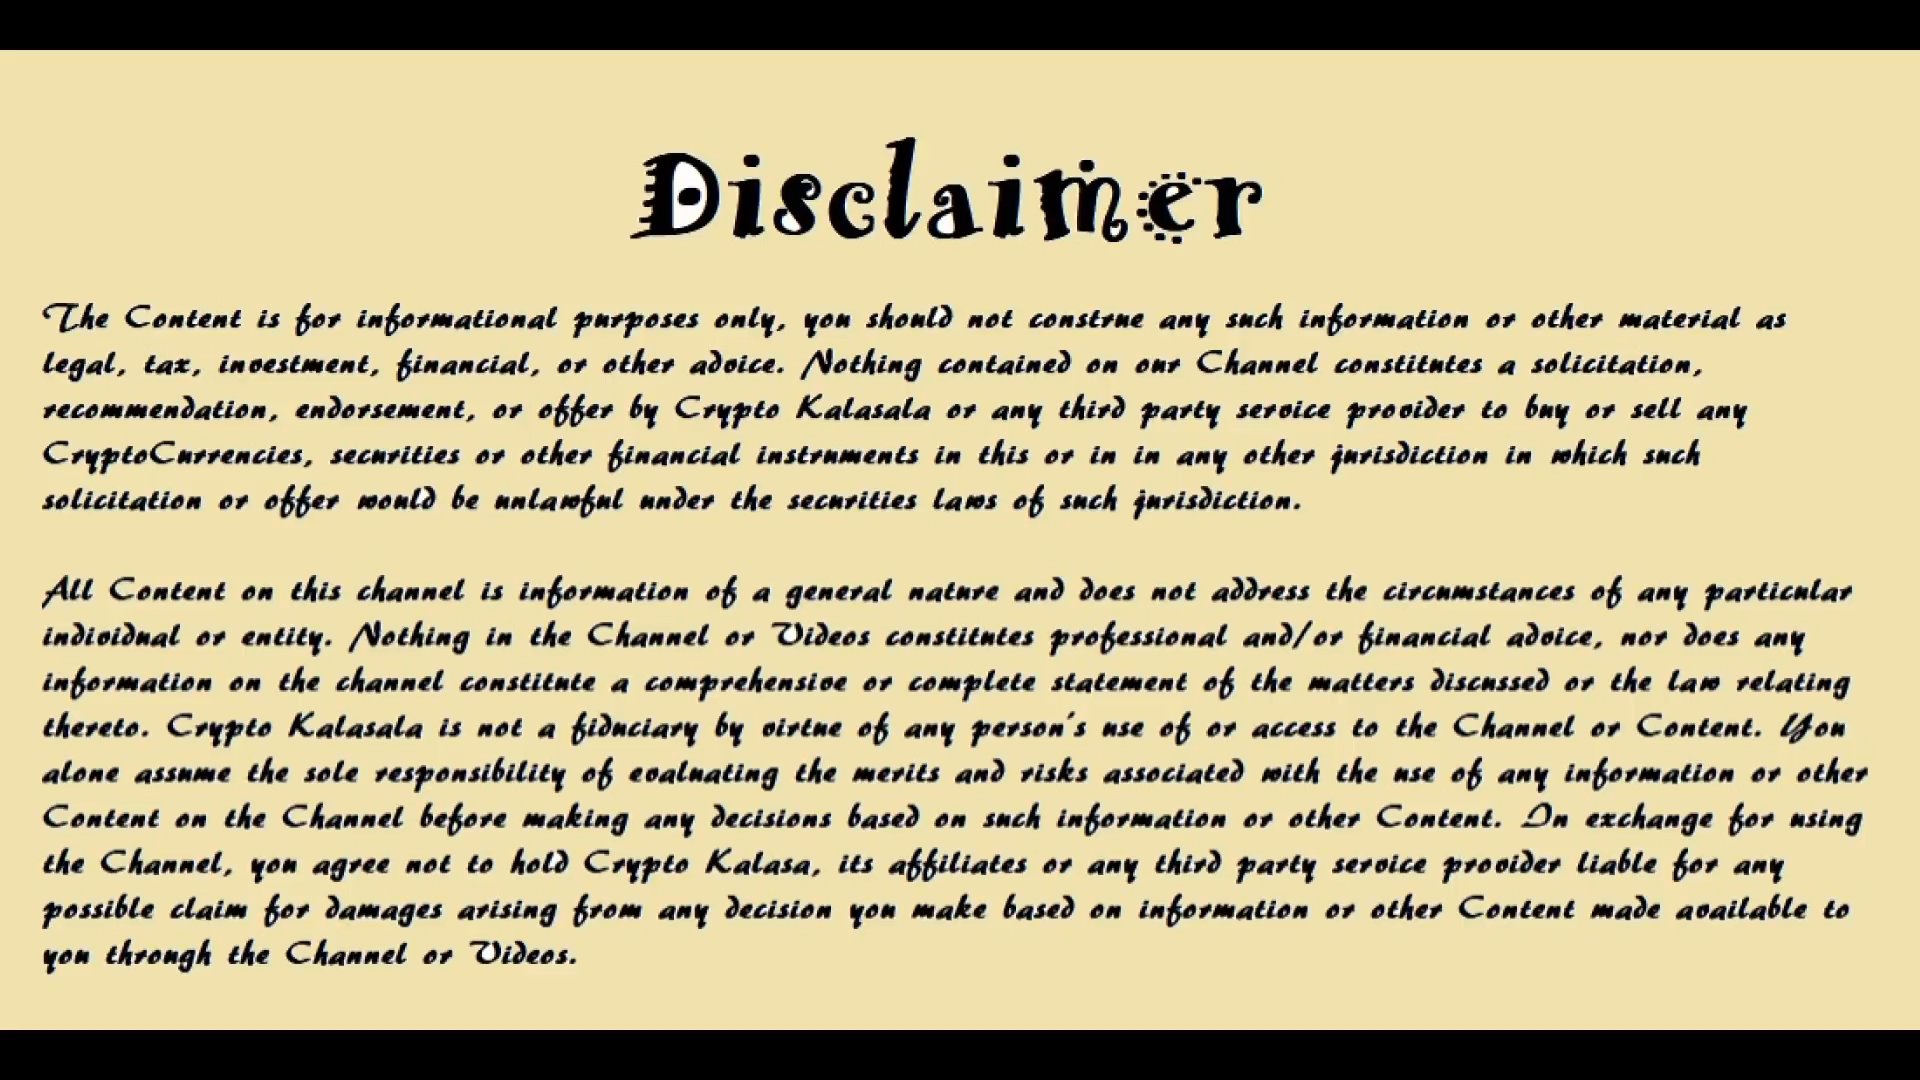 Disclaimer
The Content is for informational purposes only, you should not construe any such information or other material as
legal, tax, investment, financial, or other advice. Nothing contained on our Channel constitutes a solicitation,
recommendation, endorsement, or offer by Crypto Kalasala or any third party service provider to buy or sell any
CryptoCurrencies, securities or other financial instruments in this or in in any other jurisdiction in which such
solicitation or offer would be unlawful under the securities laws of such jurisdiction.
All Content on this channel is information of a general nature and does not address the circumstances of any particular
individual or entity. Nothing in the Channel or Videos constitutes professional and/or financial advice, nor does any
information on the channel constitute a comprehensive or complete statement of the matters discussed or the law relating
thereto. Crypto Kalasala is not a fiduciary by virtue of any person's use of or access to the Channel or Content. You
alone assume the sole responsibility of evaluating the merits and risks associated with the use of any information or other
Content on the Channel before making any decisions based on such information or other Content. In exchange for using
the Channel, you agree not to hold Crypto Kalasa, its affiliates or any third party service provider liable for any
possible claim for damages arising from any decision you make based on information or other Content made available to
you through the Channel or Videos.